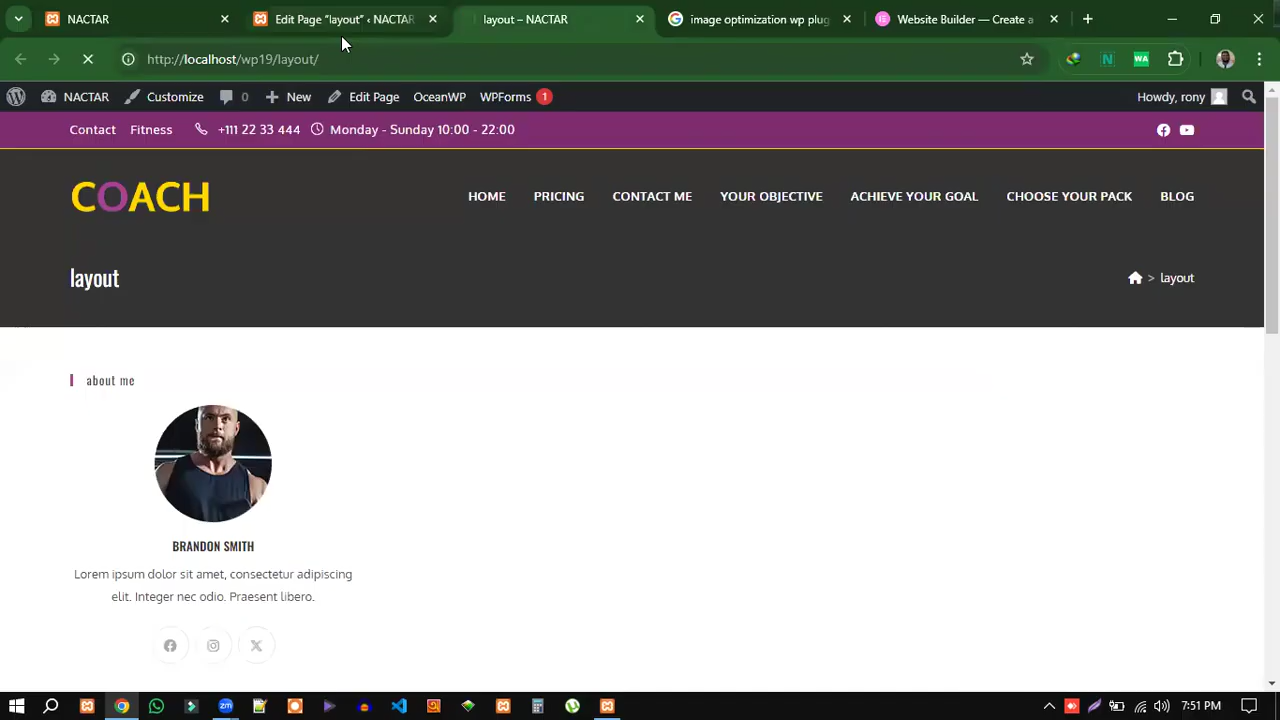 NACTAR
Edit Page “layout” ‹ NACTAR
layout – NACTAR
image optimization wp plug
Website Builder — Create a
http://localhost/wp19/layout/
WA
NACTAR
Customize
0
New
Edit Page
OceanWP
WPForms
1
Howdy, rony
Contact
Fitness
+111 22 33 444
Monday - Sunday 10:00 - 22:00
COACH
HOME
PRICING
CONTACT ME
YOUR OBJECTIVE
ACHIEVE YOUR GOAL
CHOOSE YOUR PACK
BLOG
layout
> layout
about me
BRANDON SMITH
Lorem ipsum dolor sit amet, consectetur adipiscing
elit. Integer nec odio. Praesent libero.
zm
7:51 PM